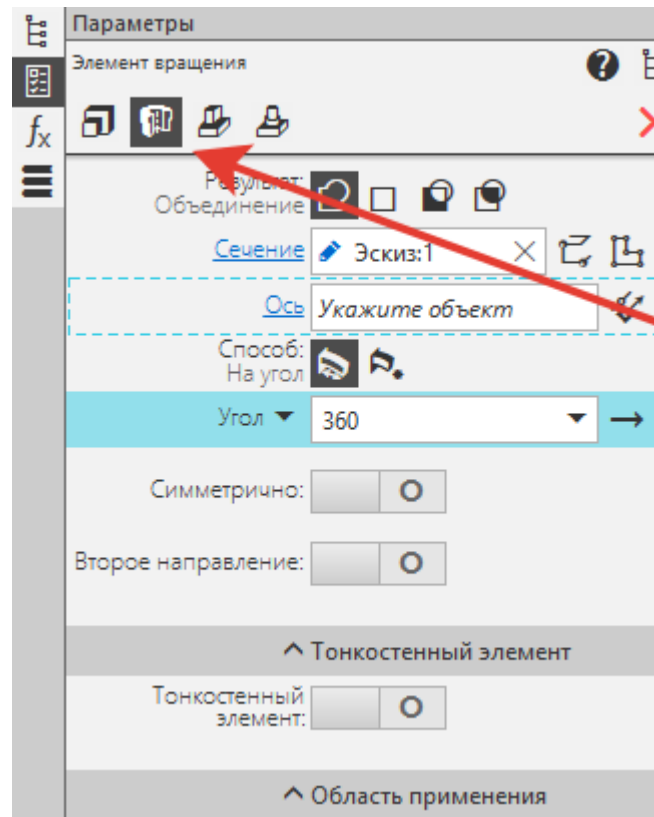 Параметры
Элемент вращения
fx
Результат:
Объединение
Сечение
Эскиз:1
Ось
Укажите объект
Способ:
На угол
Угол
360
Симметрично:
Второе направление:
Тонкостенный элемент
Тонкостенный
элемент:
Область применения